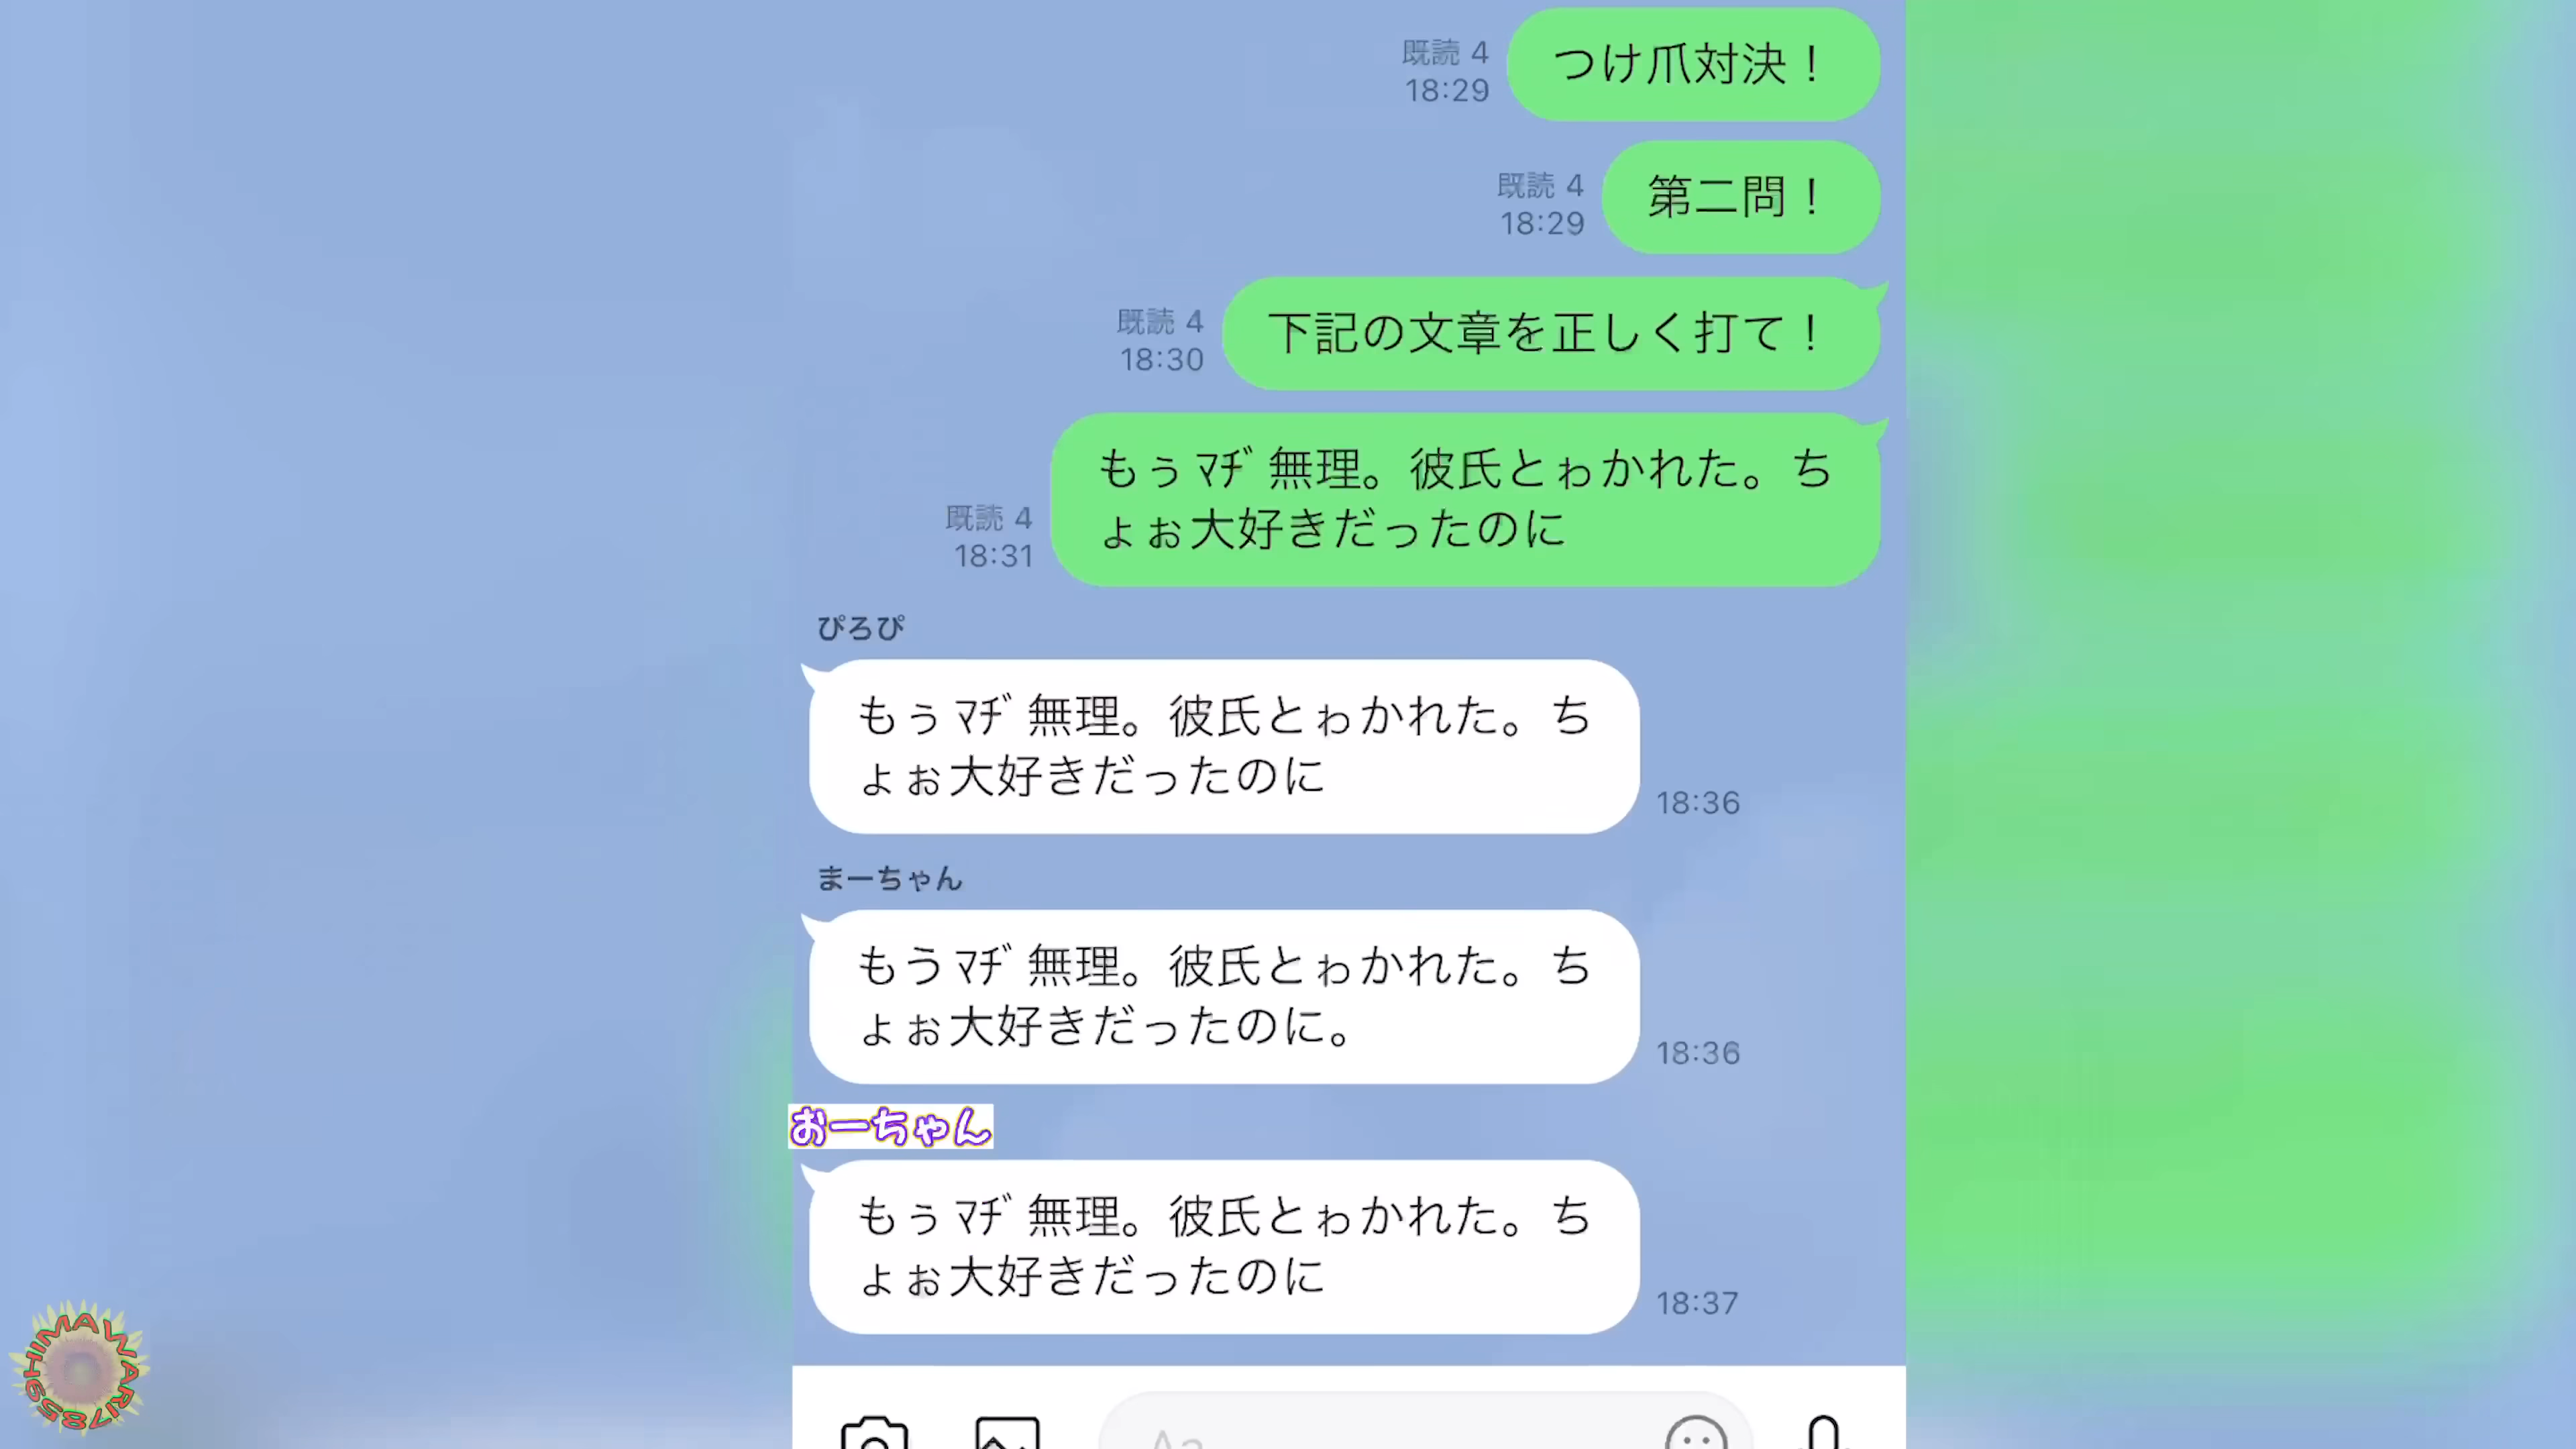 つけ爪対決！
既読 4
18:29
第二問！
既読 4
18:29
下記の文章を正しく打て！
既読 4
18:30
もぅﾏﾁﾞ無理。彼氏とゎかれた。ち
ょぉ大好きだったのに
既読 4
18:31
ぴろぴ
もぅﾏﾁﾞ無理。彼氏とゎかれた。ち
ょぉ大好きだったのに
18:36
まーちゃん
もうﾏﾁﾞ無理。彼氏とゎかれた。ち
ょぉ大好きだったのに。
18:36
おーちゃん
もぅﾏﾁﾞ無理。彼氏とゎかれた。ち
ょぉ大好きだったのに
18:37
Aa
HIMAWARI785